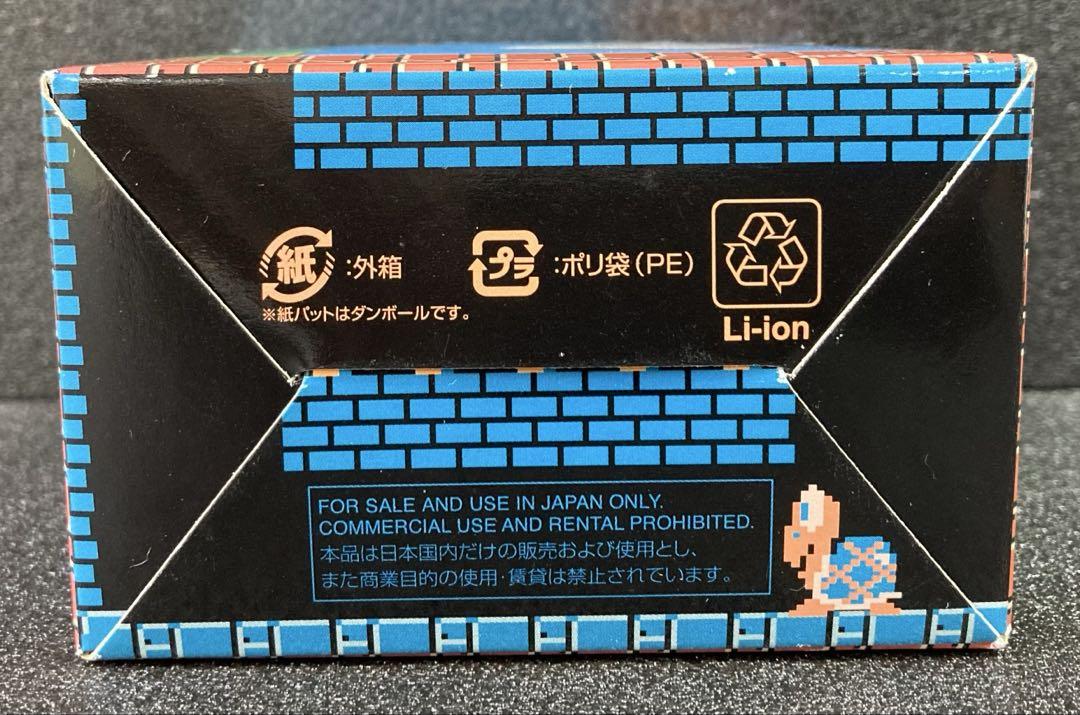 紙:外箱
プラ:ポリ袋(PE)
※紙パットはダンボールです。
Li-ion
FOR SALE AND USE IN JAPAN ONLY.
COMMERCIAL USE AND RENTAL PROHIBITED.
本品は日本国内だけの販売および使用とし、
また商業目的の使用・賃貸は禁止されています。